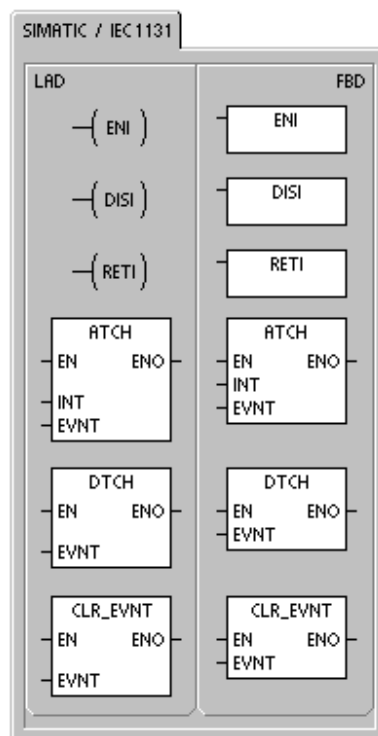 SIMATIC / IEC1131
LAD FBD
ENI ENI
DISI DISI
RETI RETI
ATCH ATCH
EN ENO EN ENO
INT INT
EVNT EVNT
DTCH DTCH
EN ENO EN ENO
EVNT EVNT
CLR_EVNT CLR_EVNT
EN ENO EN ENO
EVNT EVNT